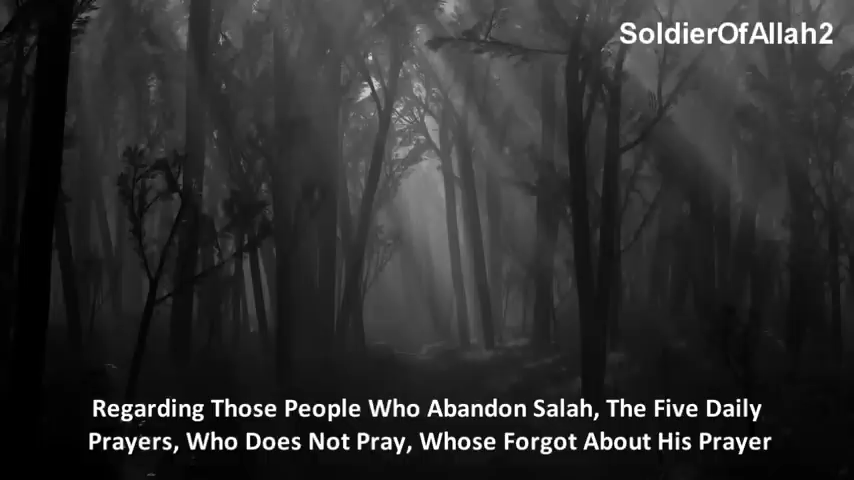 SoldierOfAllah2
Regarding Those People Who Abandon Salah, The Five Daily
Prayers, Who Does Not Pray, Whose Forgot About His Prayer